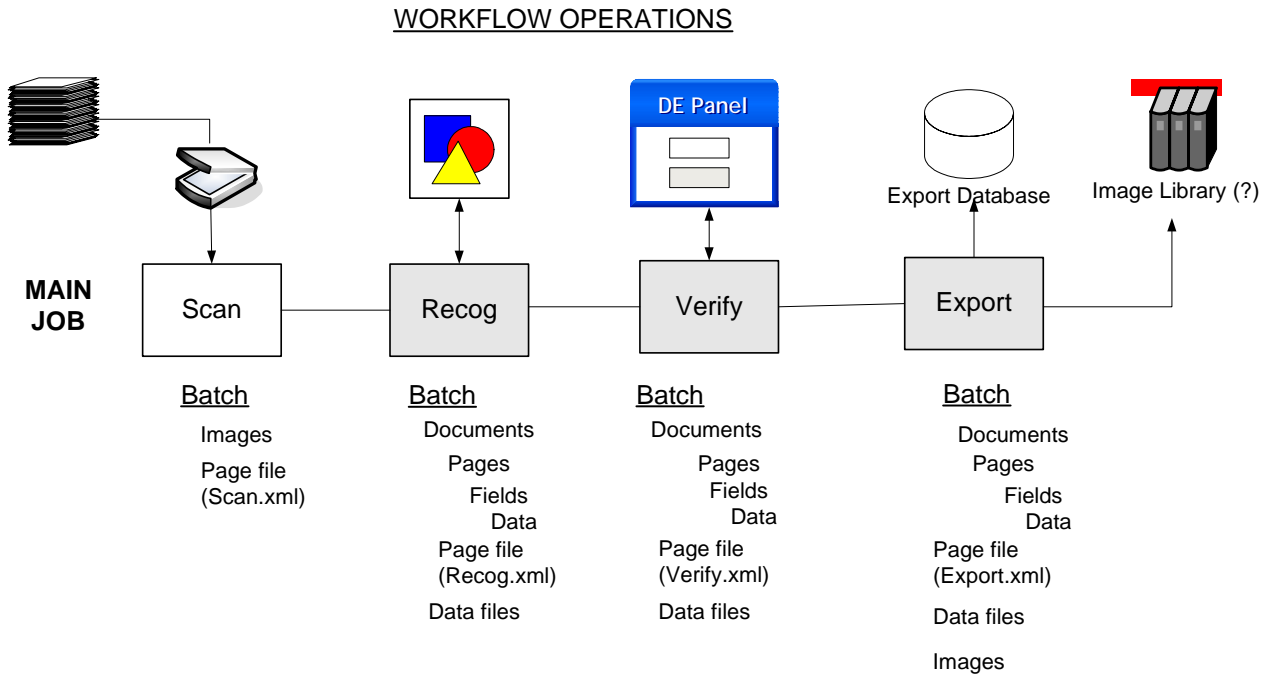 WORKFLOW OPERATIONS
DE Panel
Export Database
Image Library (?)
MAIN
JOB
Scan
Recog
Verify
Export
Batch
Images
Page file
(Scan.xml)
Batch
Documents
Pages
Fields
Data
Page file
(Recog.xml)
Data files
Batch
Documents
Pages
Fields
Data
Page file
(Verify.xml)
Data files
Batch
Documents
Pages
Fields
Data
Page file
(Export.xml)
Data files
Images